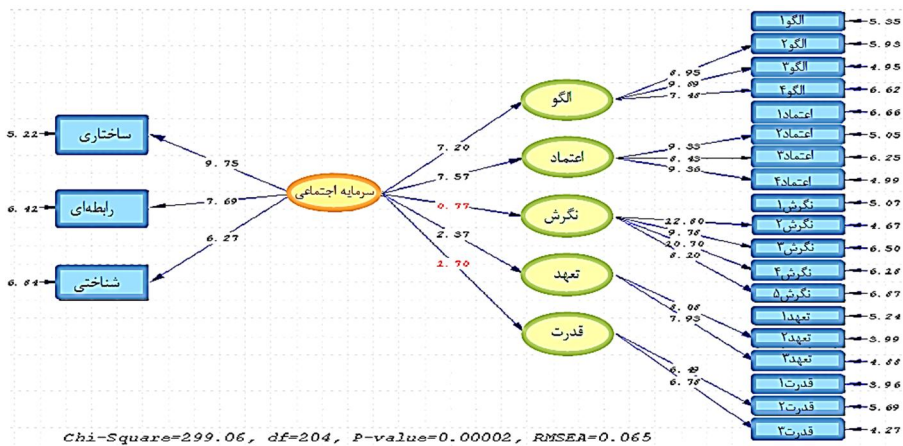 الگو۱ 5.35
الگو۲ 5.93
الگو۳ 4.95
الگو۴ 6.62
اعتماد۱ 6.66
اعتماد۲ 5.05
اعتماد۳ 6.25
اعتماد۴ 4.99
نگرش۱ 5.07
نگرش۲ 4.67
نگرش۳ 6.50
نگرش۴ 6.18
نگرش۵ 6.87
تعهد۱ 5.24
تعهد۲ 3.99
تعهد۳ 4.88
قدرت۱ 3.96
قدرت۲ 5.69
قدرت۳ 4.27
8.95
9.89
7.48
9.33
8.43
9.36
12.80
9.78
10.70
8.20
8.08
7.93
6.42
6.78
الگو
اعتماد
نگرش
تعهد
قدرت
7.20
7.57
0.77
2.37
1.70
سرمایه اجتماعی
9.75
7.69
6.27
ساختاری 5.22
رابطه‌ای 6.42
شناختی 6.84
Chi-Square=299.06, df=204, P-value=0.00002, RMSEA=0.065